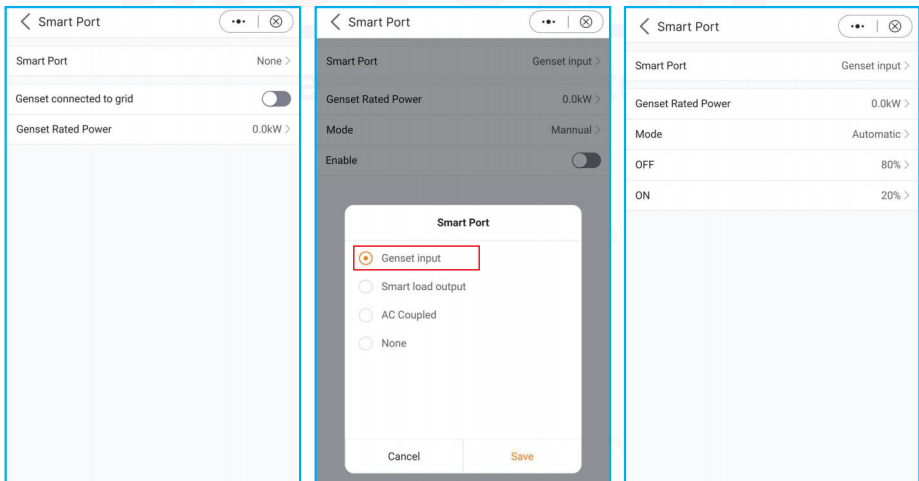 Smart Port
Smart Port None >
Genset connected to grid
Genset Rated Power 0.0kW >
Smart Port
Smart Port Genset input >
Genset Rated Power 0.0kW >
Mode Mannual >
Enable
Smart Port
Genset input
Smart load output
AC Coupled
None
Cancel Save
Smart Port
Smart Port Genset input >
Genset Rated Power 0.0kW >
Mode Automatic >
OFF 80% >
ON 20% >